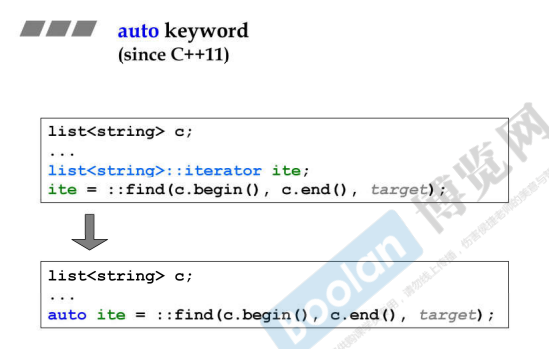 auto keyword
(since C++11)
list<string> c;
...
list<string>::iterator ite;
ite = ::find(c.begin(), c.end(), target);
list<string> c;
...
auto ite = ::find(c.begin(), c.end(), target);
Boolan 博览网